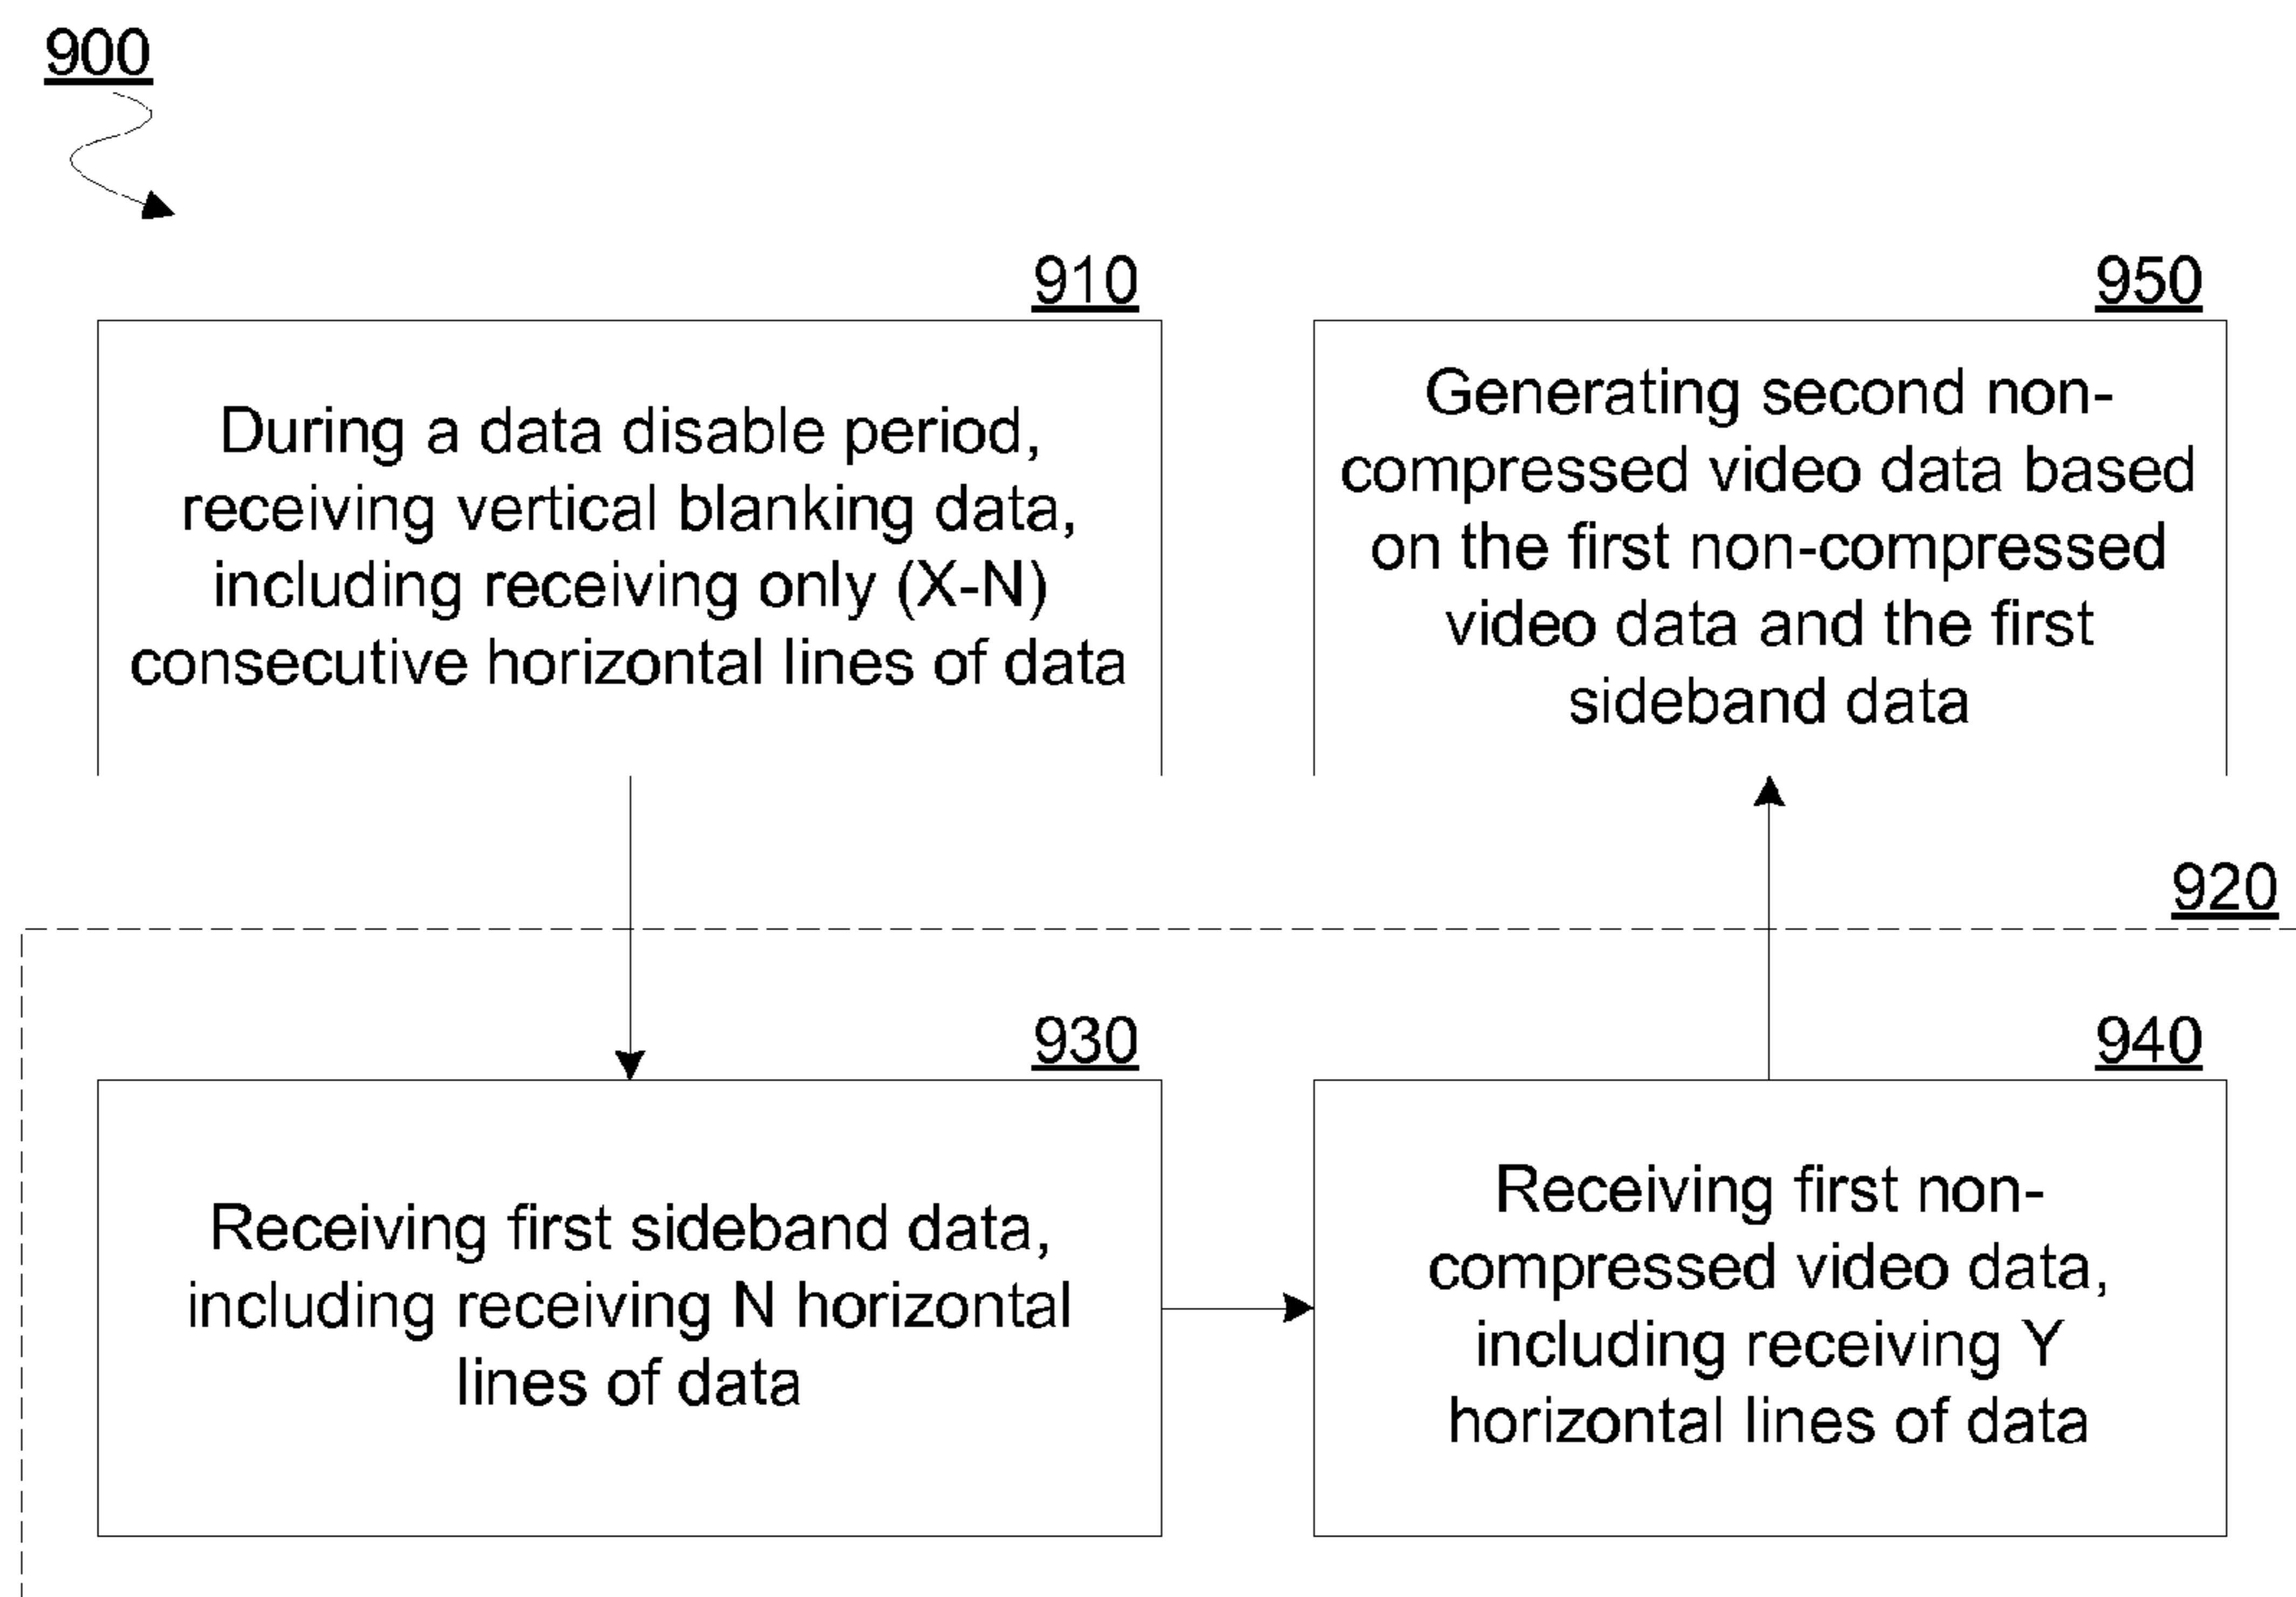 900
910
During a data disable period,
receiving vertical blanking data,
including receiving only (X-N)
consecutive horizontal lines of data
950
Generating second non-
compressed video data based
on the first non-compressed
video data and the first
sideband data
920
930
Receiving first sideband data,
including receiving N horizontal
lines of data
940
Receiving first non-
compressed video data,
including receiving Y
horizontal lines of data